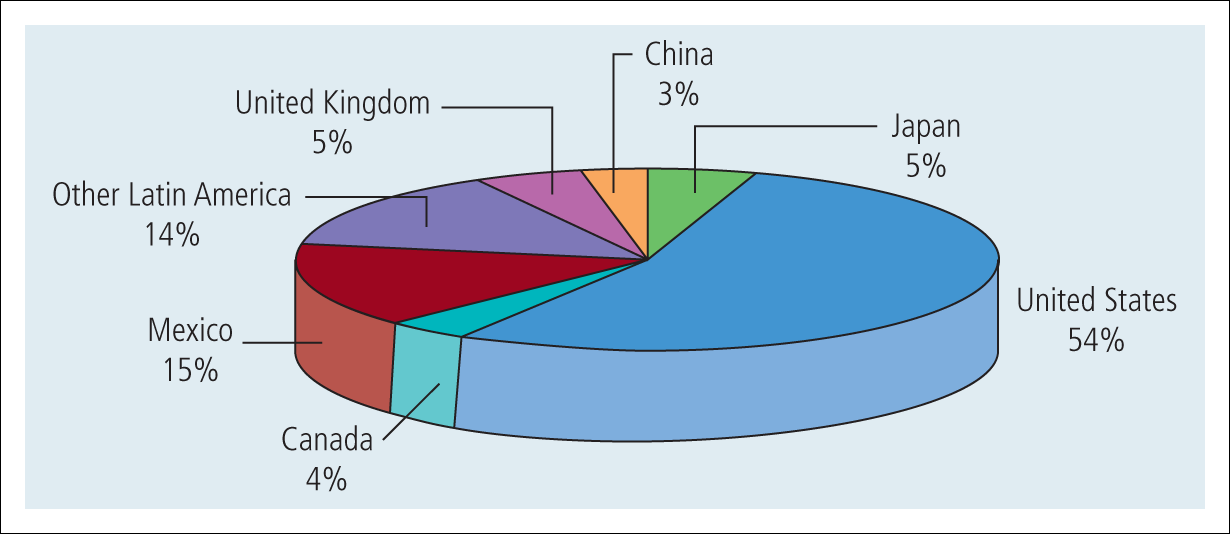 China
3%
United Kingdom
5%
Japan
5%
Other Latin America
14%
United States
54%
Mexico
15%
Canada
4%